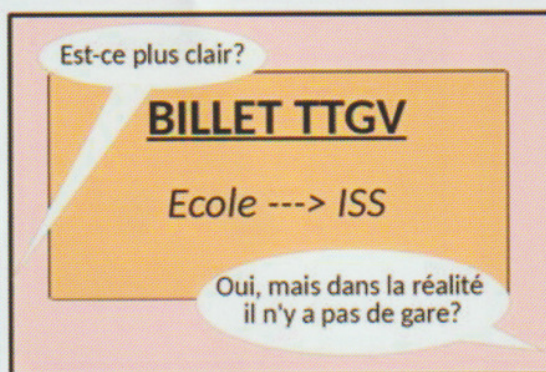 Est-ce plus clair?
BILLET TTGV
Ecole ---> ISS
Oui, mais dans la réalité
il n'y a pas de gare?